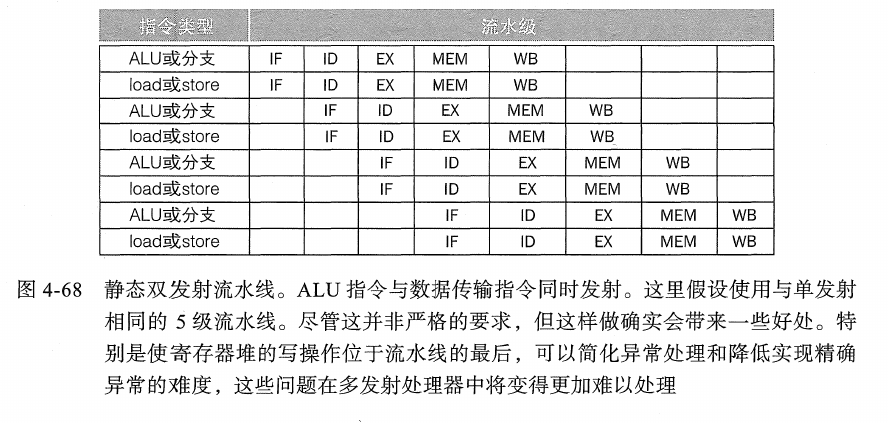 指令类型 流水级
ALU或分支 IF ID EX MEM WB
load或store IF ID EX MEM WB
ALU或分支 IF ID EX MEM WB
load或store IF ID EX MEM WB
ALU或分支 IF ID EX MEM WB
load或store IF ID EX MEM WB
ALU或分支 IF ID EX MEM WB
load或store IF ID EX MEM WB
图 4-68 静态双发射流水线。ALU 指令与数据传输指令同时发射。这里假设使用与单发射
相同的 5 级流水线。尽管这并非严格的要求，但这样做确实会带来一些好处。特
别是使寄存器堆的写操作位于流水线的最后，可以简化异常处理和降低实现精确
异常的难度，这些问题在多发射处理器中将变得更加难以处理